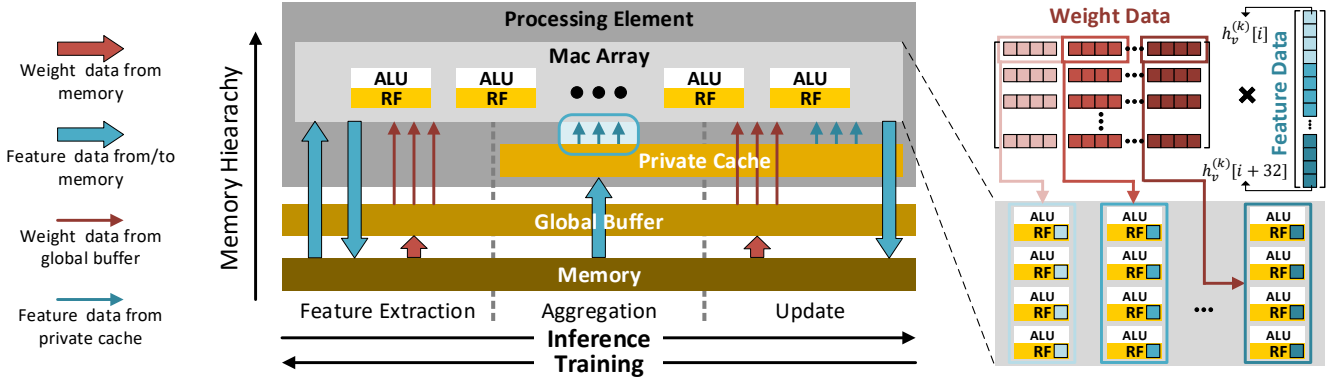 Weight data from
memory
Feature data from/to
memory
Weight data from
global buffer
Feature data from
private cache
Memory Hiearachy
Processing Element
Mac Array
ALU
RF
ALU
RF
ALU
RF
ALU
RF
Private Cache
Global Buffer
Memory
Feature Extraction
Aggregation
Update
Inference
Training
Weight Data
h_v^{(k)}[i]
Feature Data
h_v^{(k)}[i + 32]
ALU
RF
ALU
RF
ALU
RF
ALU
RF
ALU
RF
ALU
RF
ALU
RF
ALU
RF
ALU
RF
ALU
RF
ALU
RF
ALU
RF